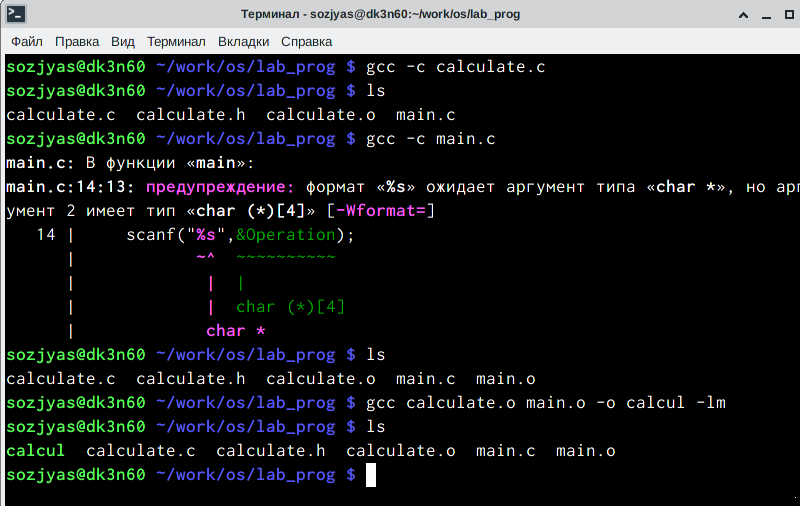 Терминал - sozjyas@dk3n60:~/work/os/lab_prog
Файл Правка Вид Терминал Вкладки Справка
sozjyas@dk3n60 ~/work/os/lab_prog $ gcc -c calculate.c
sozjyas@dk3n60 ~/work/os/lab_prog $ ls
calculate.c  calculate.h  calculate.o  main.c
sozjyas@dk3n60 ~/work/os/lab_prog $ gcc -c main.c
main.c: В функции «main»:
main.c:14:13: предупреждение: формат «%s» ожидает аргумент типа «char *», но арг
умент 2 имеет тип «char (*)[4]» [-Wformat=]
   14 |     scanf("%s",&Operation);
      |            ~^  ~~~~~~~~~~
      |             |  |
      |             |  char (*)[4]
      |             char *
sozjyas@dk3n60 ~/work/os/lab_prog $ ls
calculate.c  calculate.h  calculate.o  main.c  main.o
sozjyas@dk3n60 ~/work/os/lab_prog $ gcc calculate.o main.o -o calcul -lm
sozjyas@dk3n60 ~/work/os/lab_prog $ ls
calcul  calculate.c  calculate.h  calculate.o  main.c  main.o
sozjyas@dk3n60 ~/work/os/lab_prog $